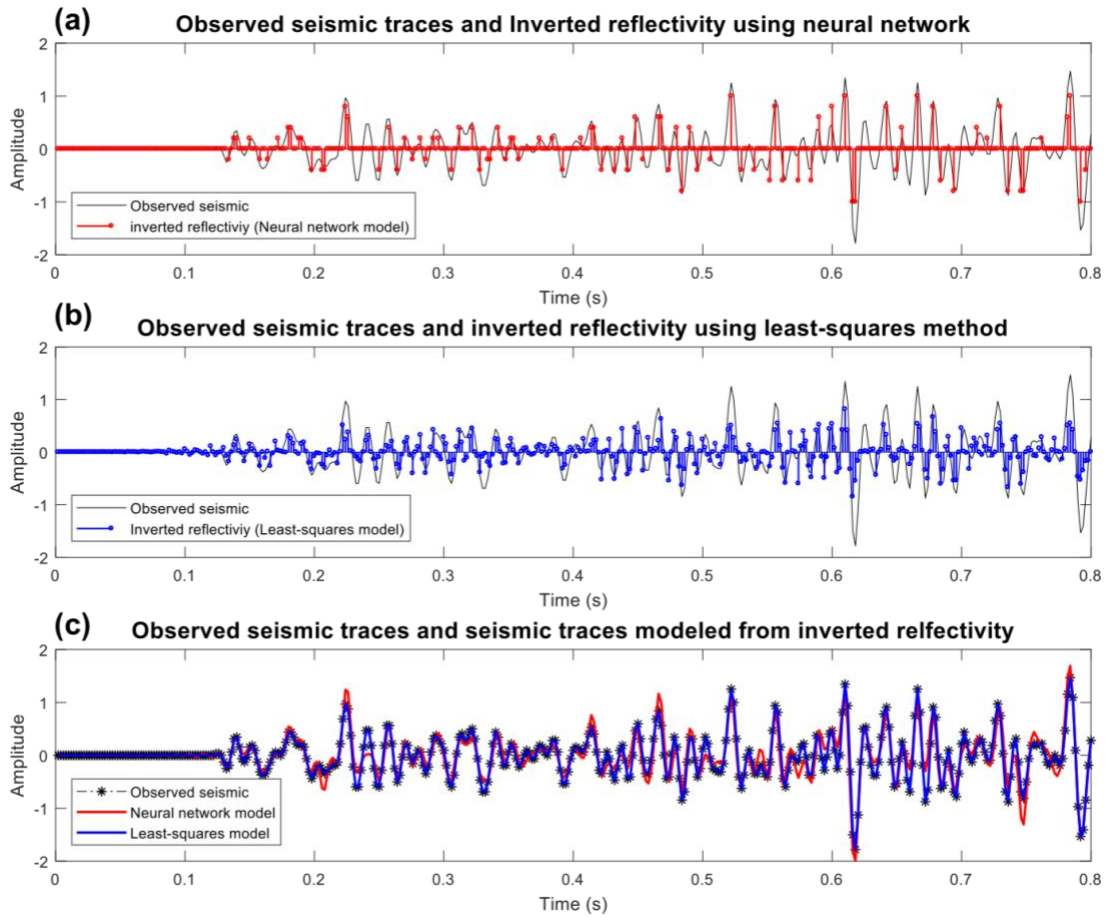 (a)
Observed seismic traces and Inverted reflectivity using neural network
2
1
0
-1
-2
Amplitude
Observed seismic
inverted reflectiviy (Neural network model)
0 0.1 0.2 0.3 0.4 0.5 0.6 0.7 0.8
Time (s)
(b)
Observed seismic traces and inverted reflectivity using least-squares method
2
1
0
-1
-2
Amplitude
Observed seismic
Inverted reflectiviy (Least-squares model)
0 0.1 0.2 0.3 0.4 0.5 0.6 0.7 0.8
Time (s)
(c)
Observed seismic traces and seismic traces modeled from inverted relfectivity
2
1
0
-1
-2
Amplitude
Observed seismic
Neural network model
Least-squares model
0 0.1 0.2 0.3 0.4 0.5 0.6 0.7 0.8
Time (s)